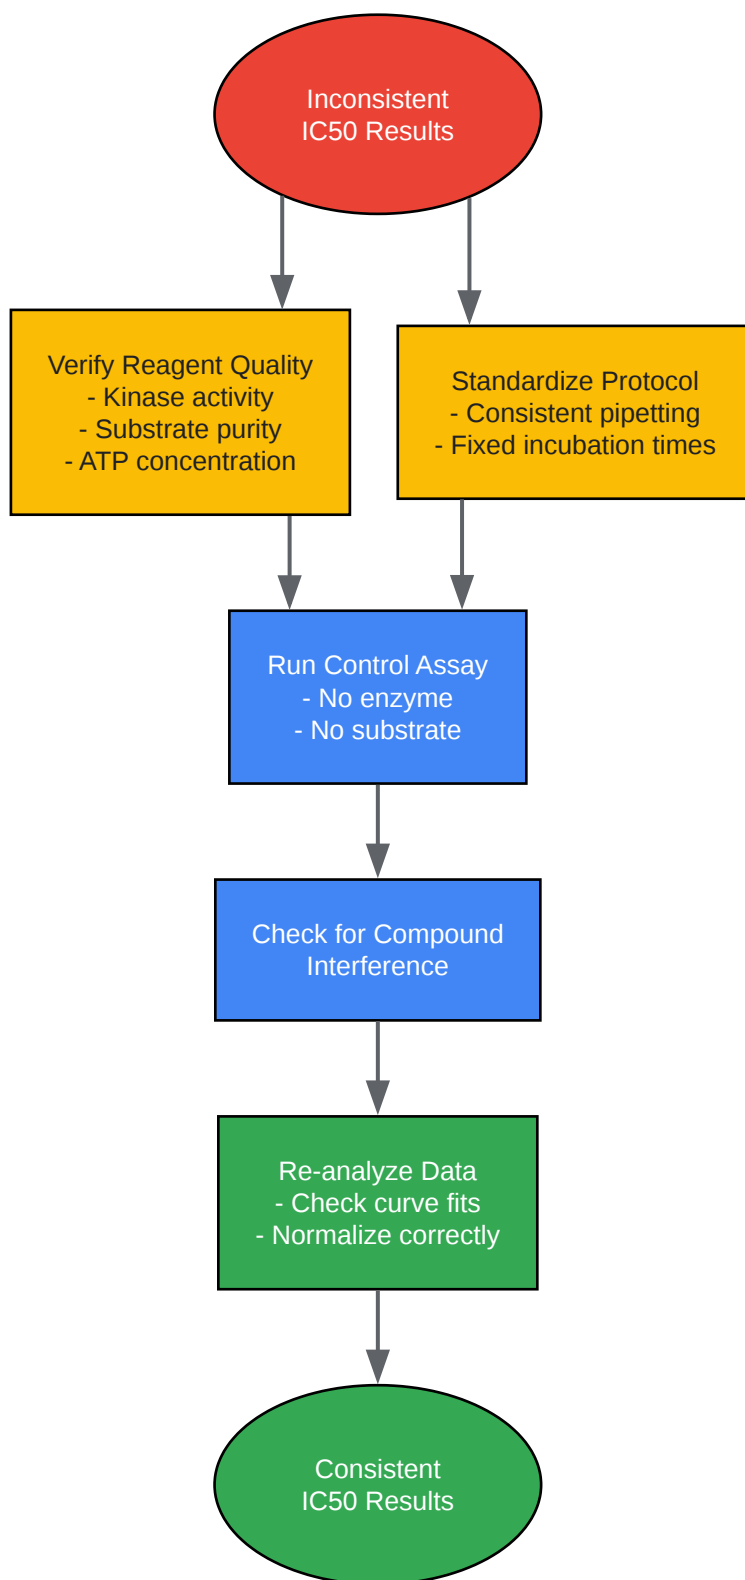 Inconsistent
IC50 Results
Verify Reagent Quality
- Kinase activity
- Substrate purity
- ATP concentration
Standardize Protocol
- Consistent pipetting
- Fixed incubation times
Run Control Assay
- No enzyme
- No substrate
Check for Compound
Interference
Re-analyze Data
- Check curve fits
- Normalize correctly
Consistent
IC50 Results